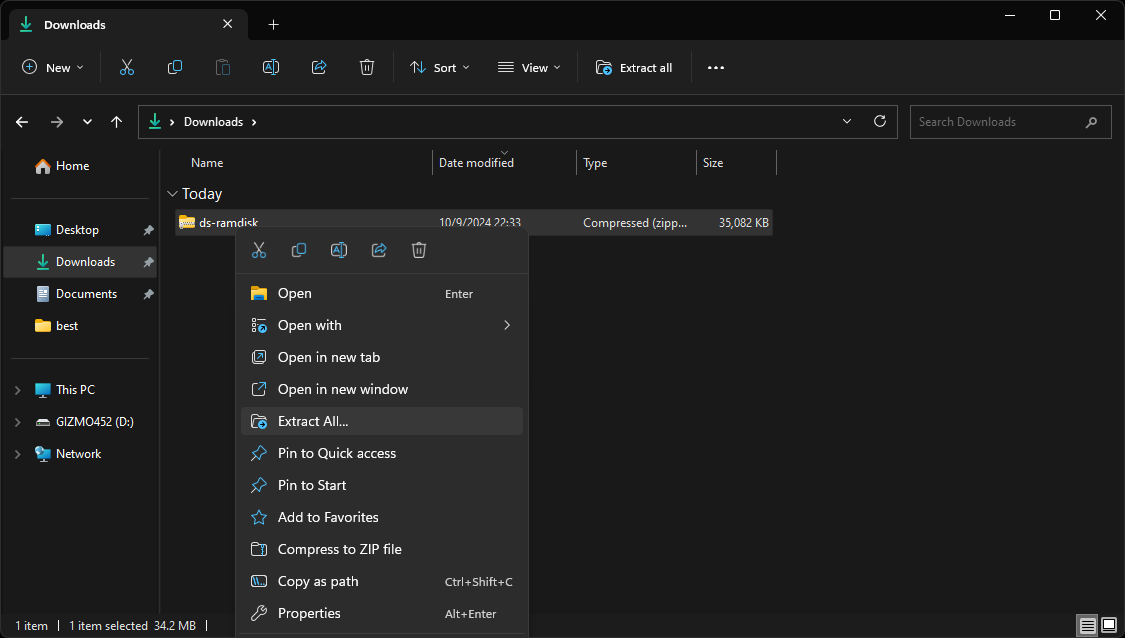 Downloads
New
Sort
View
Extract all
Downloads
Search Downloads
Home
Desktop
Downloads
Documents
best
This PC
GIZMO452 (D:)
Network
Name Date modified Type Size
Today
ds-ramdisk 10/9/2024 22:33 Compressed (zipp... 35,082 KB
Open Enter
Open with
Open in new tab
Open in new window
Extract All...
Pin to Quick access
Pin to Start
Add to Favorites
Compress to ZIP file
Copy as path Ctrl+Shift+C
Properties Alt+Enter
1 item 1 item selected 34.2 MB